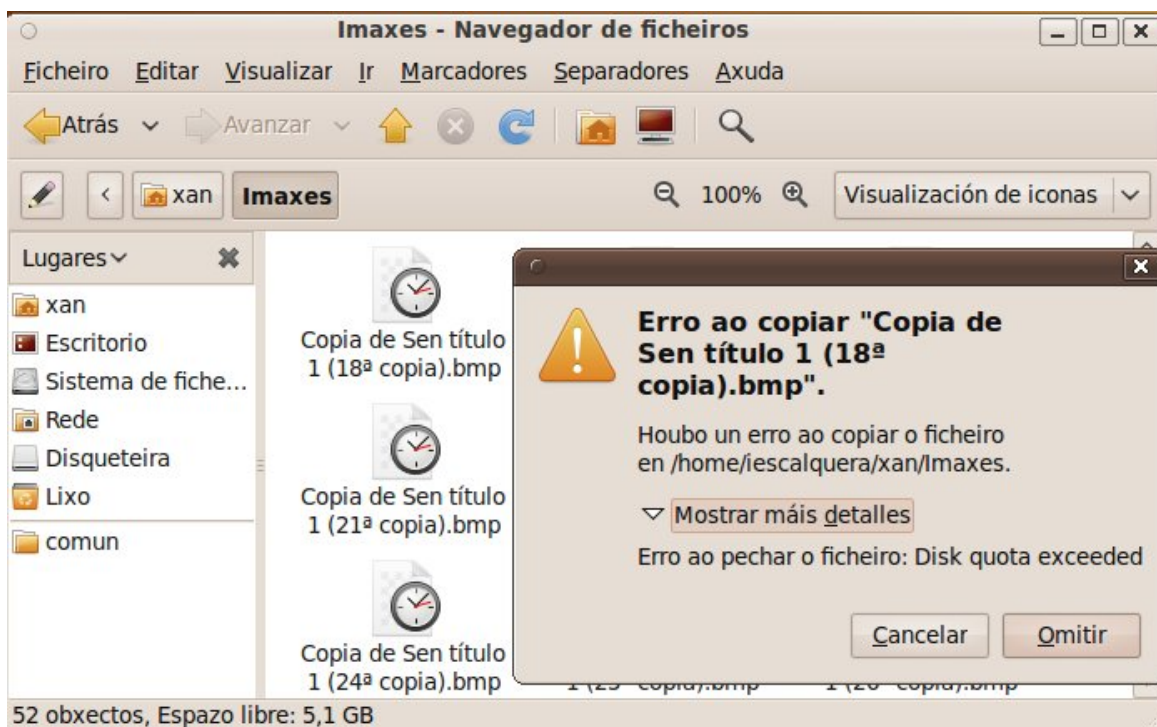 Imaxes - Navegador de ficheiros
Ficheiro Editar Visualizar Ir Marcadores Separadores Axuda
Atrás Avanzar
xan Imaxes 100% Visualización de iconas
Lugares
xan
Escritorio
Sistema de fiche...
Rede
Disqueteira
Lixo
comun
Copia de Sen título
1 (18ª copia).bmp
Copia de Sen título
1 (21ª copia).bmp
Copia de Sen título
1 (24ª copia).bmp
Erro ao copiar "Copia de
Sen título 1 (18ª
copia).bmp".
Houbo un erro ao copiar o ficheiro
en /home/iescalquera/xan/Imaxes.
Mostrar máis detalles
Erro ao pechar o ficheiro: Disk quota exceeded
Cancelar Omitir
52 obxectos, Espazo libre: 5,1 GB